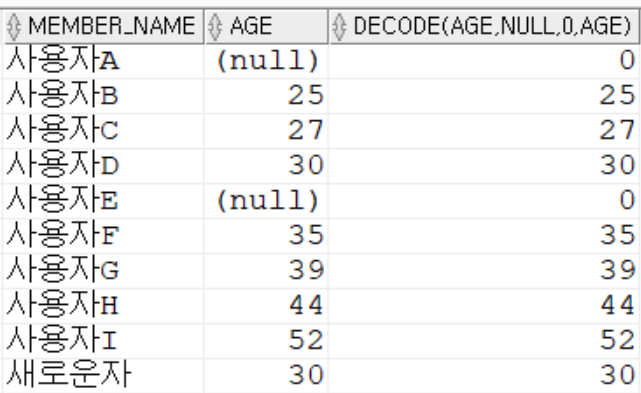 MEMBER_NAME AGE DECODE(AGE,NULL,0,AGE)
사용자A (null) 0
사용자B 25 25
사용자C 27 27
사용자D 30 30
사용자E (null) 0
사용자F 35 35
사용자G 39 39
사용자H 44 44
사용자I 52 52
새로운자 30 30